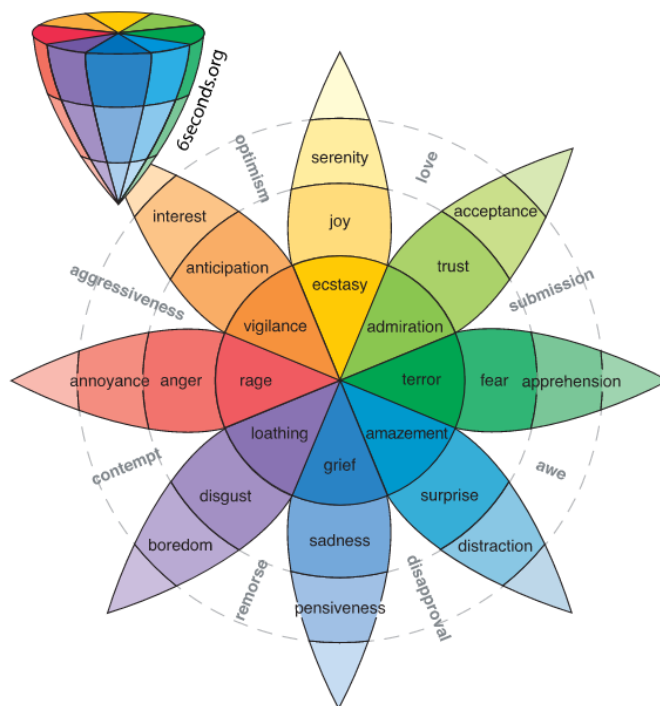 6seconds.org
optimism
serenity
love
interest
joy
acceptance
anticipation
trust
aggressiveness
ecstasy
submission
vigilance
admiration
annoyance
anger
rage
terror
fear
apprehension
loathing
amazement
contempt
grief
awe
disgust
surprise
boredom
sadness
distraction
remorse
pensiveness
disapproval